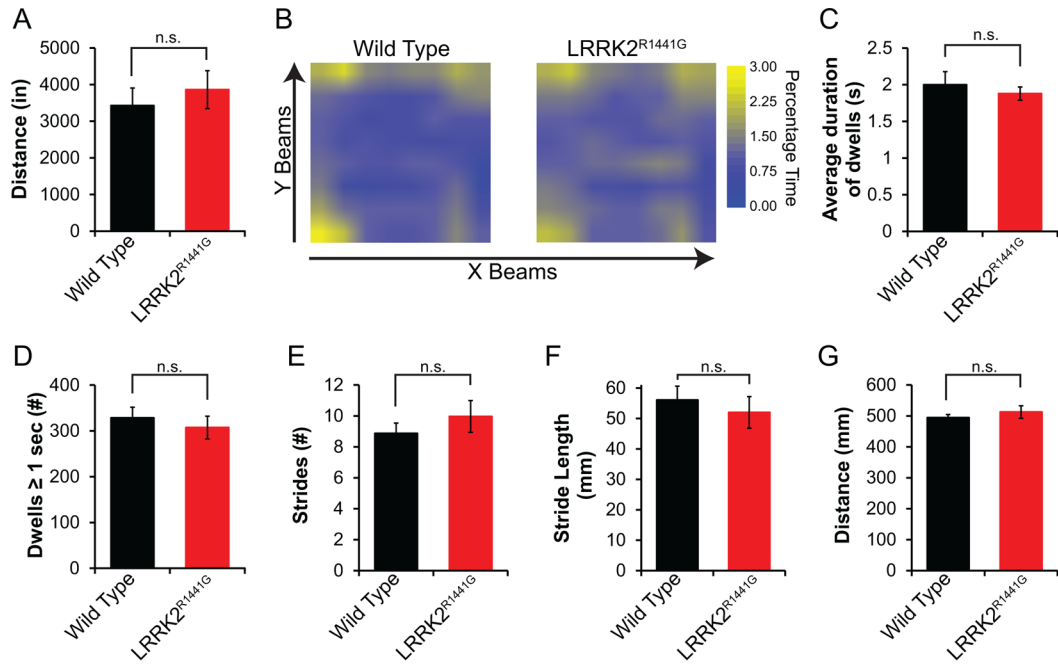 A
n.s.
5000
4000
3000
2000
1000
0
Distance (in)
Wild Type
LRRK2R1441G
B
Wild Type
LRRK2R1441G
Y Beams
X Beams
3.00
2.25
1.50
0.75
0.00
Percentage Time
C
n.s.
2.5
2
1.5
1
0.5
0
Average duration
of dwells (s)
Wild Type
LRRK2R1441G
D
n.s.
400
300
200
100
0
Dwells ≥ 1 sec (#)
Wild Type
LRRK2R1441G
E
n.s.
12
10
8
6
4
2
0
Strides (#)
Wild Type
LRRK2R1441G
F
n.s.
60
50
40
30
20
10
0
Stride Length
(mm)
Wild Type
LRRK2R1441G
G
n.s.
600
500
400
300
200
100
0
Distance (mm)
Wild Type
LRRK2R1441G